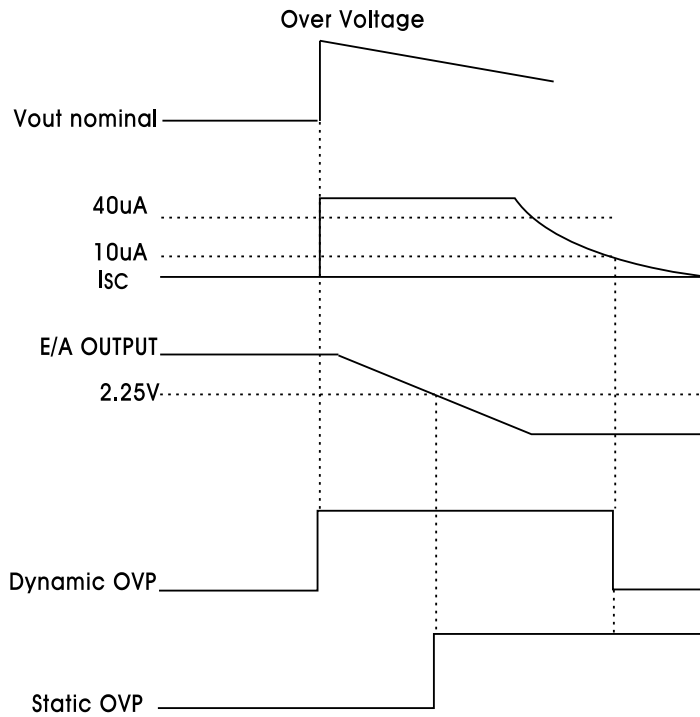 Over Voltage
Vout nominal
40uA
10uA
Isc
E/A OUTPUT
2.25V
Dynamic OVP
Static OVP